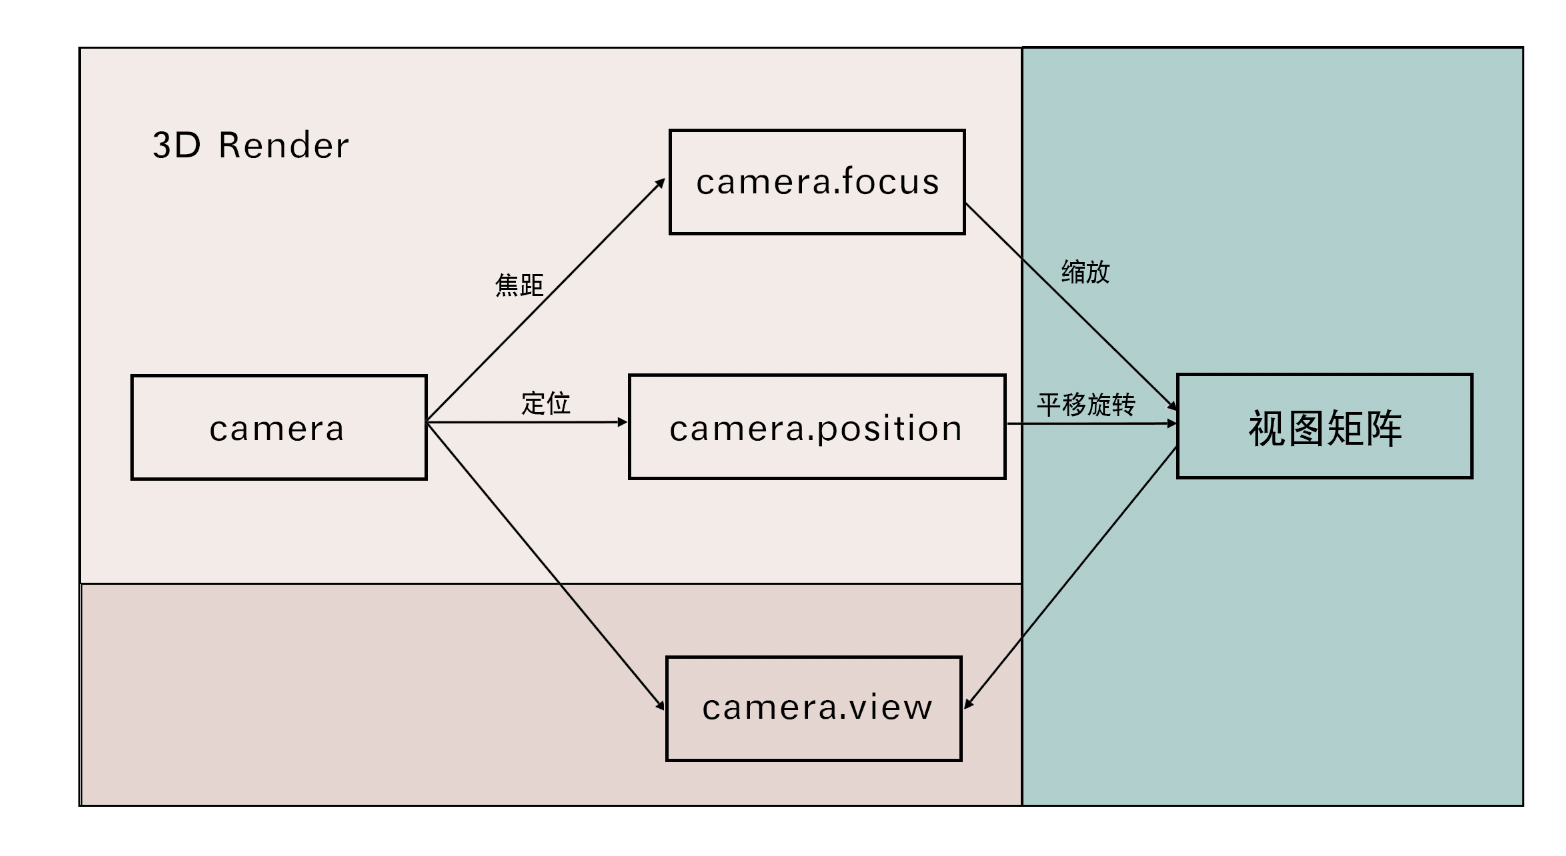 3D Render
camera.focus
焦距
缩放
camera
定位
camera.position
平移旋转
视图矩阵
camera.view